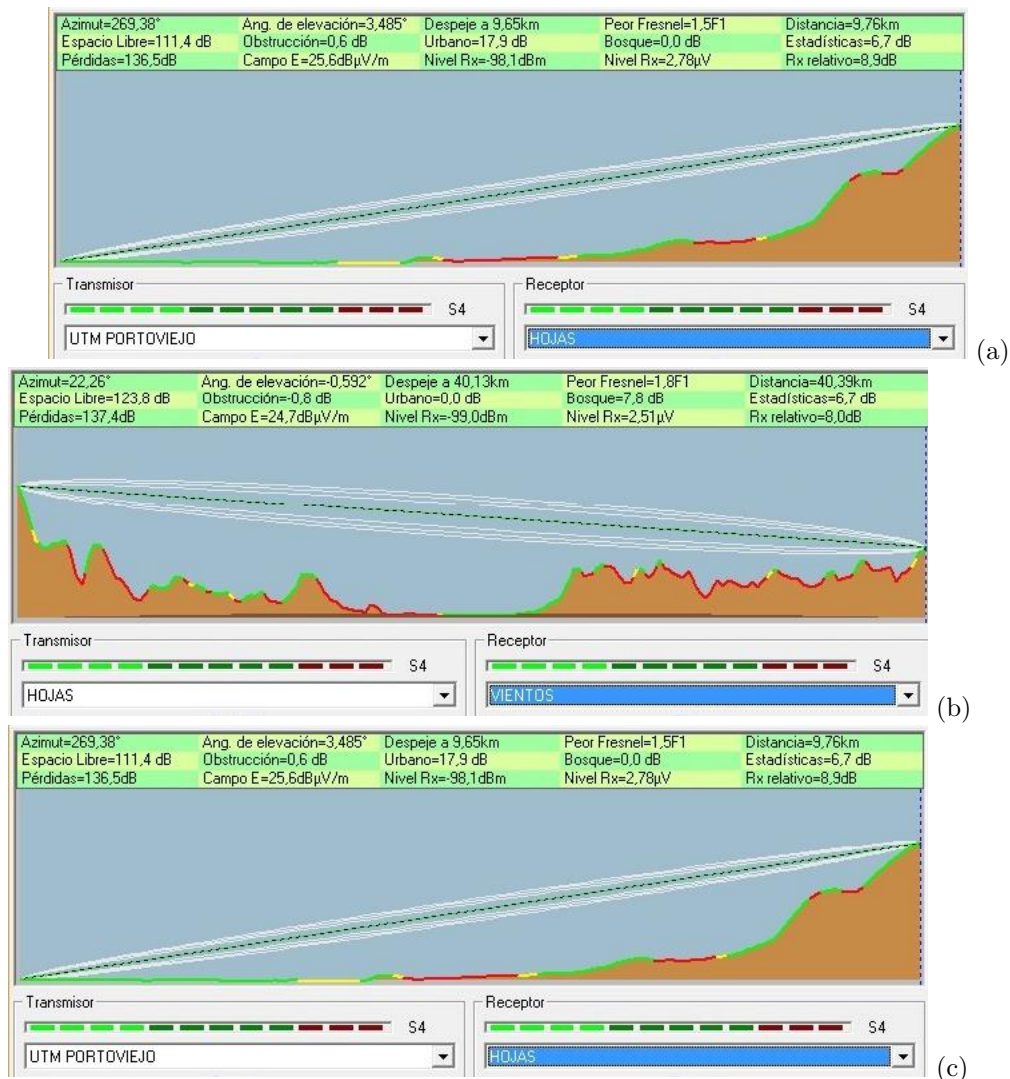 Azimut=269,38° Ang. de elevación=3,485° Despeje a 9,65km Peor Fresnel=1,5F1 Distancia=9,76km
Espacio Libre=111,4 dB Obstrucción=0,6 dB Urbano=17,9 dB Bosque=0,0 dB Estadísticas=6,7 dB
Pérdidas=136,5dB Campo E=25,6dBµV/m Nivel Rx=-98,1dBm Nivel Rx=2,78µV Rx relativo=8,9dB
Transmisor Receptor
S4 S4
UTM PORTOVIEJO HOJAS
(a)
Azimut=22,26° Ang. de elevación=-0,592° Despeje a 40,13km Peor Fresnel=1,8F1 Distancia=40,39km
Espacio Libre=123,8 dB Obstrucción=-0,8 dB Urbano=0,0 dB Bosque=7,8 dB Estadísticas=6,7 dB
Pérdidas=137,4dB Campo E=24,7dBµV/m Nivel Rx=-99,0dBm Nivel Rx=2,51µV Rx relativo=8,0dB
Transmisor Receptor
S4 S4
HOJAS VIENTOS
(b)
Azimut=269,38° Ang. de elevación=3,485° Despeje a 9,65km Peor Fresnel=1,5F1 Distancia=9,76km
Espacio Libre=111,4 dB Obstrucción=0,6 dB Urbano=17,9 dB Bosque=0,0 dB Estadísticas=6,7 dB
Pérdidas=136,5dB Campo E=25,6dBµV/m Nivel Rx=-98,1dBm Nivel Rx=2,78µV Rx relativo=8,9dB
Transmisor Receptor
S4 S4
UTM PORTOVIEJO HOJAS
(c)